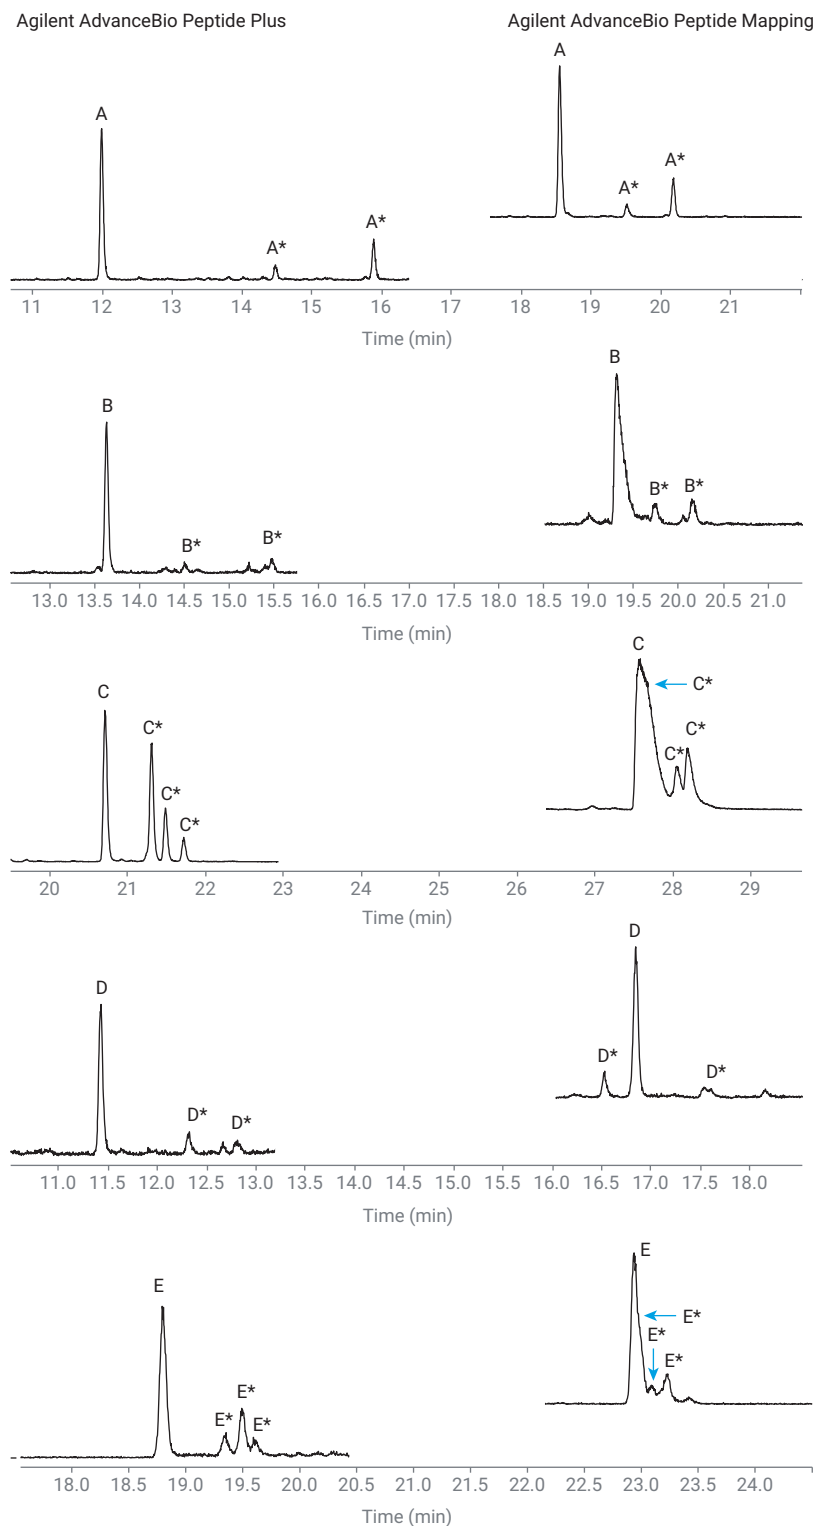 Agilent AdvanceBio Peptide Plus
Agilent AdvanceBio Peptide Mapping
A
A*
A*
A
A*
A*
11 12 13 14 15 16 17 18 19 20 21
Time (min)
B
B*
B*
B
B*
B*
13.0 13.5 14.0 14.5 15.0 15.5 16.0 16.5 17.0 17.5 18.0 18.5 19.0 19.5 20.0 20.5 21.0
Time (min)
C
C*
C*
C*
C
C*
C*
C*
20 21 22 23 24 25 26 27 28 29
Time (min)
D
D*
D*
D
D*
D*
11.0 11.5 12.0 12.5 13.0 13.5 14.0 14.5 15.0 15.5 16.0 16.5 17.0 17.5 18.0
Time (min)
E
E*
E*
E*
E
E*
E*
E*
18.0 18.5 19.0 19.5 20.0 20.5 21.0 21.5 22.0 22.5 23.0 23.5 24.0
Time (min)